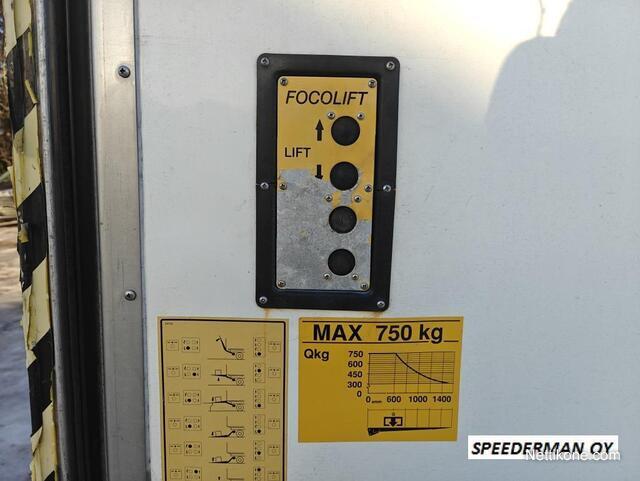 FOCOLIFT
LIFT
MAX 750 kg
Qkg
750
600
450
300
0
0 600 1000 1400
SPEEDERMAN OY
Nettikone.com